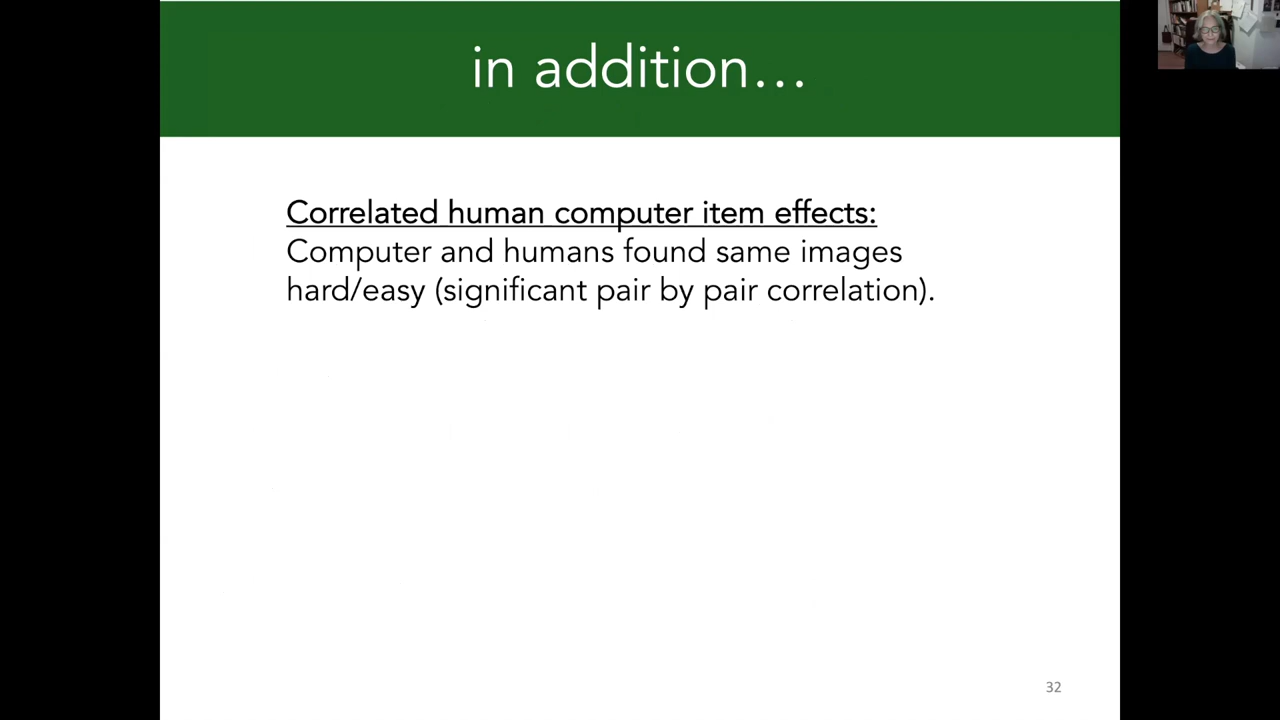 in addition…
Correlated human computer item effects:
Computer and humans found same images
hard/easy (significant pair by pair correlation).
32